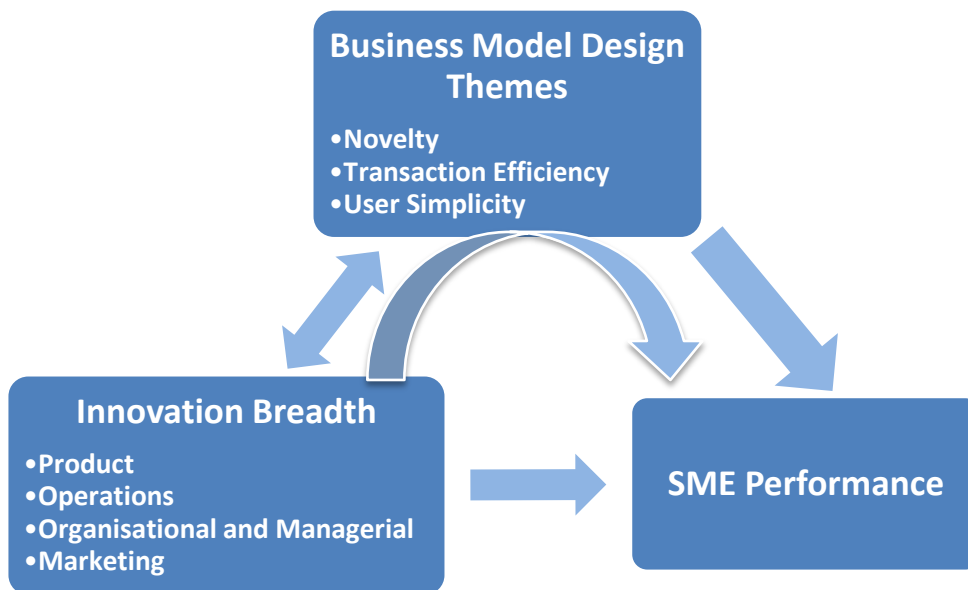 Business Model Design
Themes
•Novelty
•Transaction Efficiency
•User Simplicity
Innovation Breadth
•Product
•Operations
•Organisational and Managerial
•Marketing
SME Performance